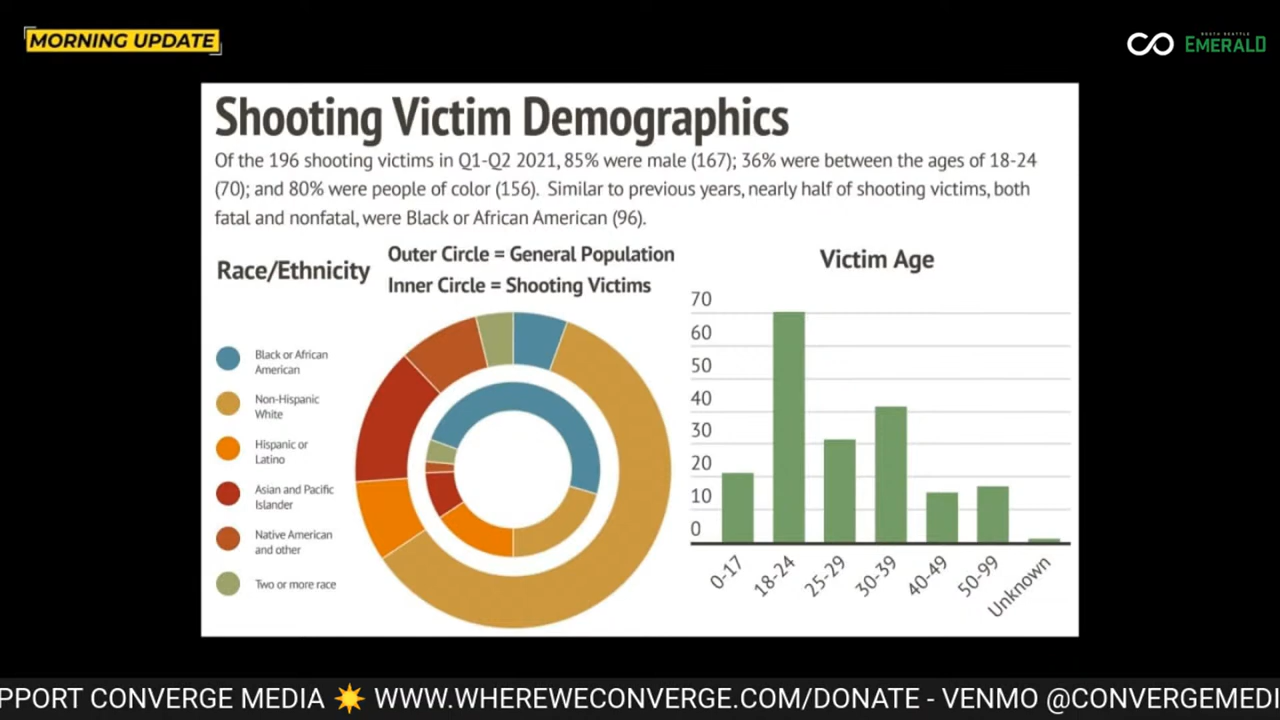 MORNING UPDATE
SOUTH SEATTLE
EMERALD
Shooting Victim Demographics
Of the 196 shooting victims in Q1-Q2 2021, 85% were male (167); 36% were between the ages of 18-24
(70); and 80% were people of color (156). Similar to previous years, nearly half of shooting victims, both
fatal and nonfatal, were Black or African American (96).
Race/Ethnicity
Outer Circle = General Population
Inner Circle = Shooting Victims
Black or African
American
Non-Hispanic
White
Hispanic or
Latino
Asian and Pacific
Islander
Native American
and other
Two or more race
Victim Age
70
60
50
40
30
20
10
0
0-17
18-24
25-29
30-39
40-49
50-99
Unknown
PPORT CONVERGE MEDIA WWW.WHEREWECONVERGE.COM/DONATE - VENMO @CONVERGEMEDI